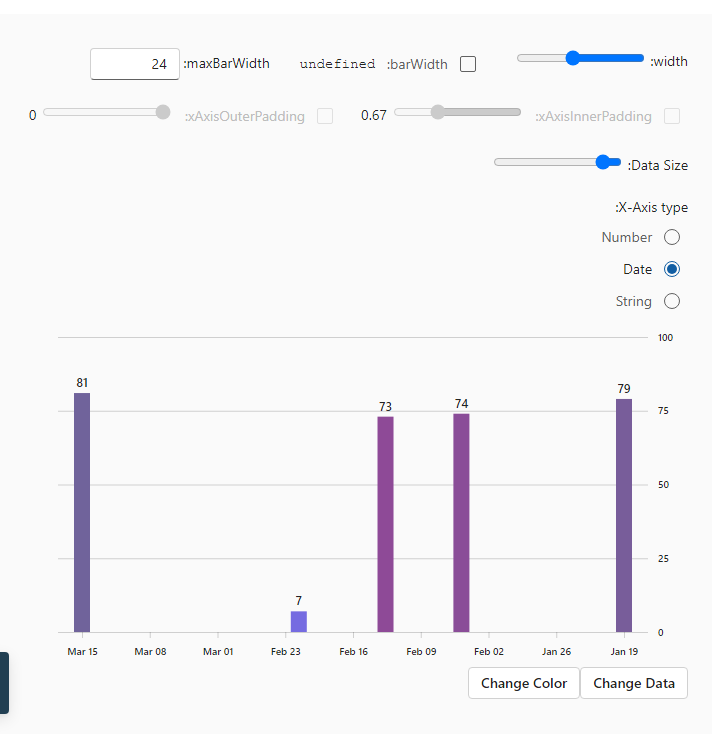 width:
barWidth: undefined
maxBarWidth: 24
xAxisInnerPadding: 0.67
xAxisOuterPadding: 0
Data Size:
X-Axis type:
Number
Date
String
100
75
50
25
0
81
7
73
74
79
Mar 15 Mar 08 Mar 01 Feb 23 Feb 16 Feb 09 Feb 02 Jan 26 Jan 19
Change Color Change Data